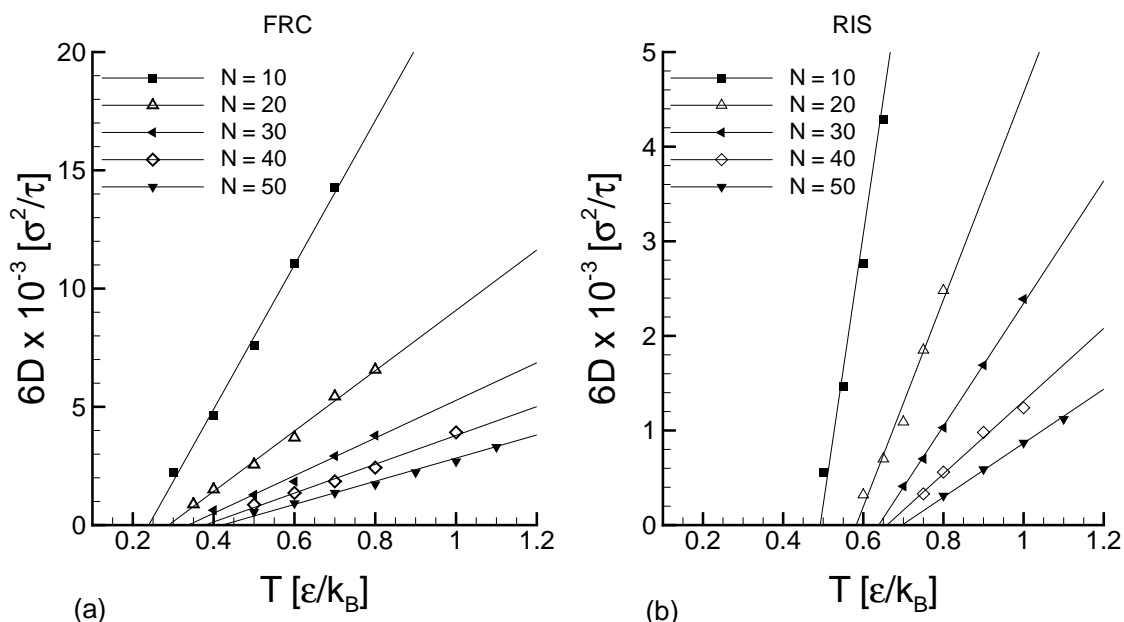 FRC
20
15
10
5
0
0.2 0.4 0.6 0.8 1 1.2
6D x 10⁻³ [σ²/τ]
T [ε/k_B]
N = 10
N = 20
N = 30
N = 40
N = 50
(a)
RIS
5
4
3
2
1
0
0.2 0.4 0.6 0.8 1 1.2
6D x 10⁻³ [σ²/τ]
T [ε/k_B]
N = 10
N = 20
N = 30
N = 40
N = 50
(b)